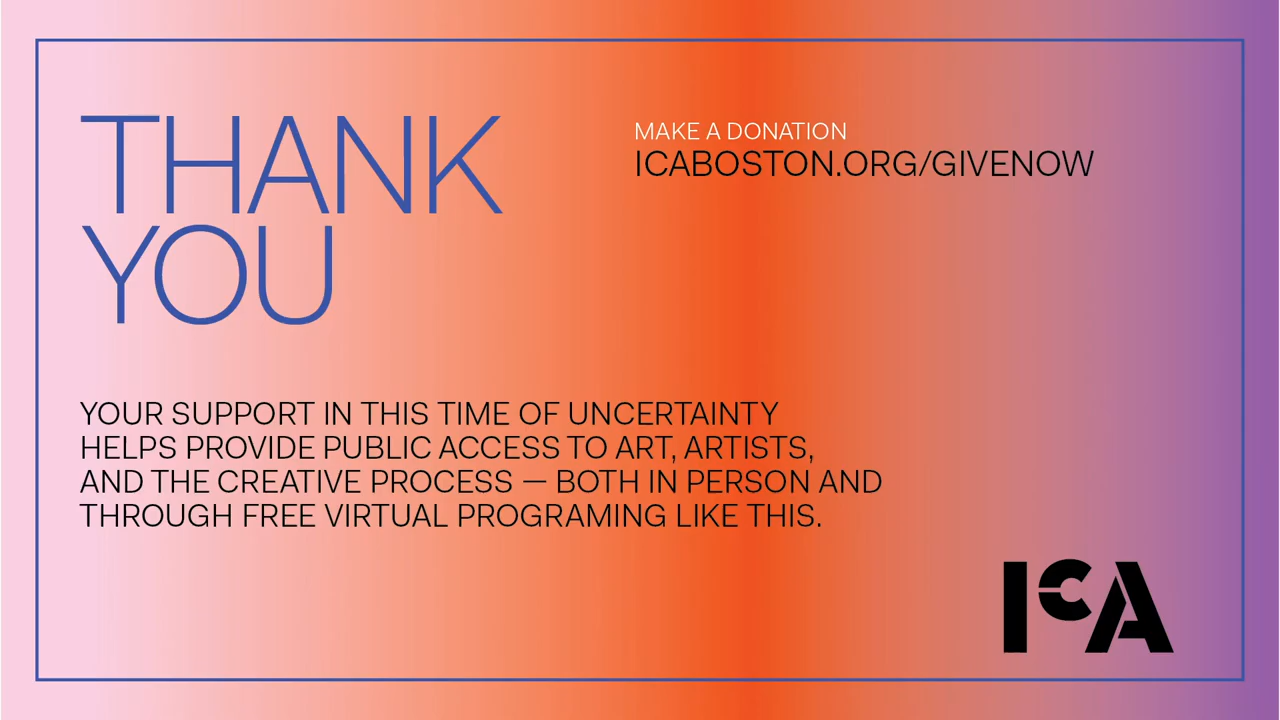 THANK
YOU
MAKE A DONATION
ICABOSTON.ORG/GIVENOW
YOUR SUPPORT IN THIS TIME OF UNCERTAINTY
HELPS PROVIDE PUBLIC ACCESS TO ART, ARTISTS,
AND THE CREATIVE PROCESS — BOTH IN PERSON AND
THROUGH FREE VIRTUAL PROGRAMING LIKE THIS.
ICA